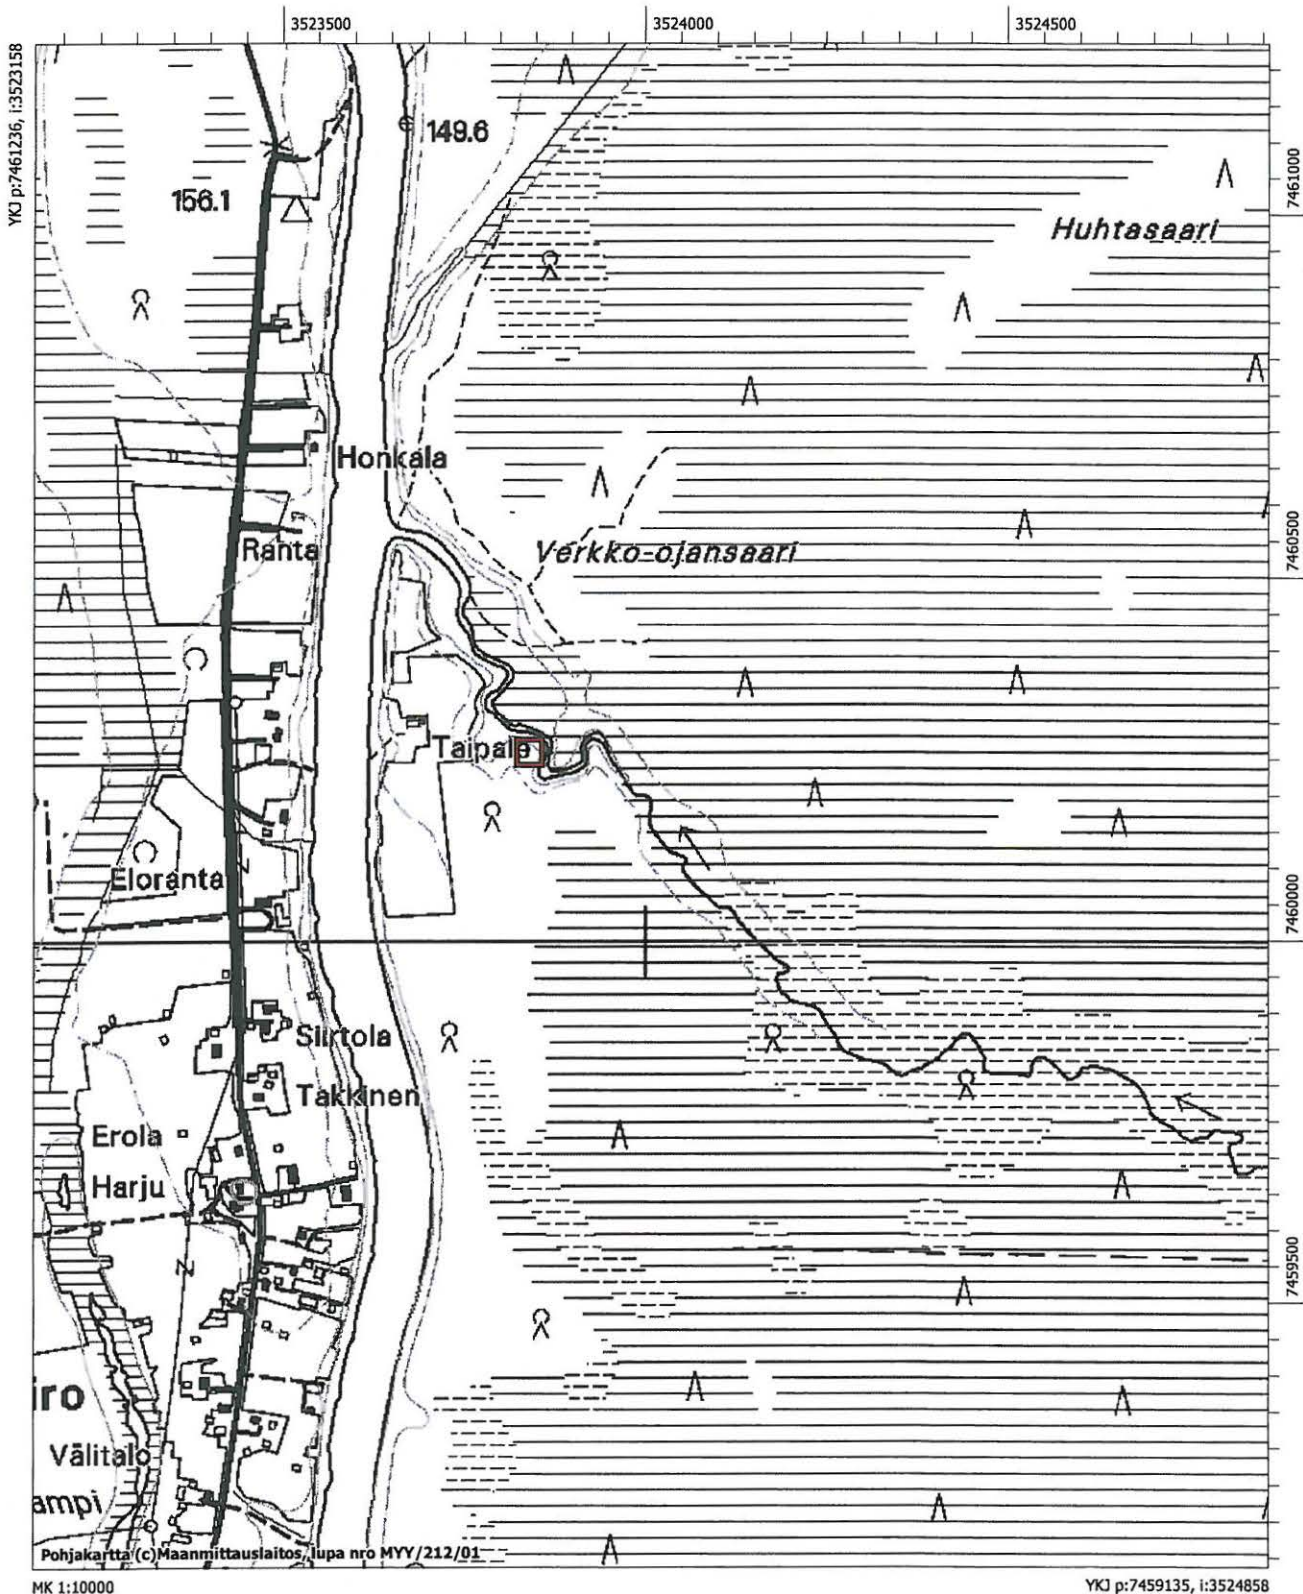 3523500
3524000
3524500
YKJ p:7461236, i:3523158
149.6
7461000
156.1
Huhtasaari
Honkala
7460500
Ranta
Verkko-ojansaari
Taipale
Eloranta
7460000
Siirtola
Takkinen
Erola
Harju
7459500
iro
Välitalo
ampi
Pohjakartta (c) Maanmittauslaitos, lupa nro MYY/212/01
MK 1:10000
YKJ p:7459135, i:3524858